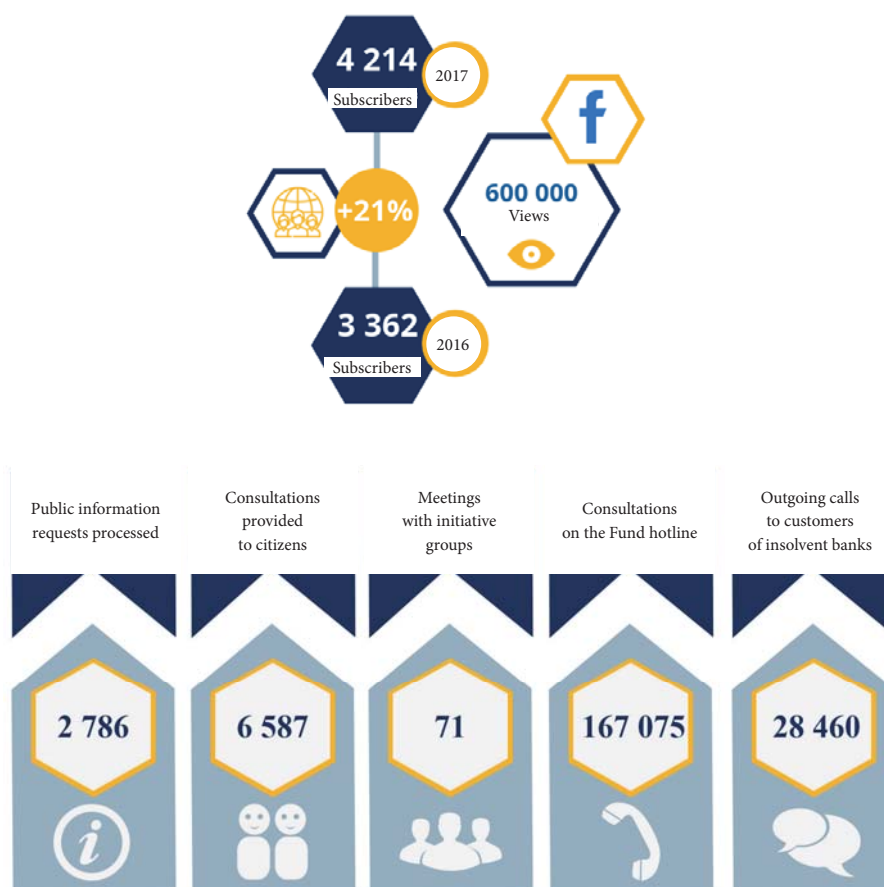 4 214
Subscribers
2017
f
600 000
Views
+21%
3 362
Subscribers
2016
Public information
requests processed
Consultations
provided
to citizens
Meetings
with initiative
groups
Consultations
on the Fund hotline
Outgoing calls
to customers
of insolvent banks
2 786
6 587
71
167 075
28 460
i